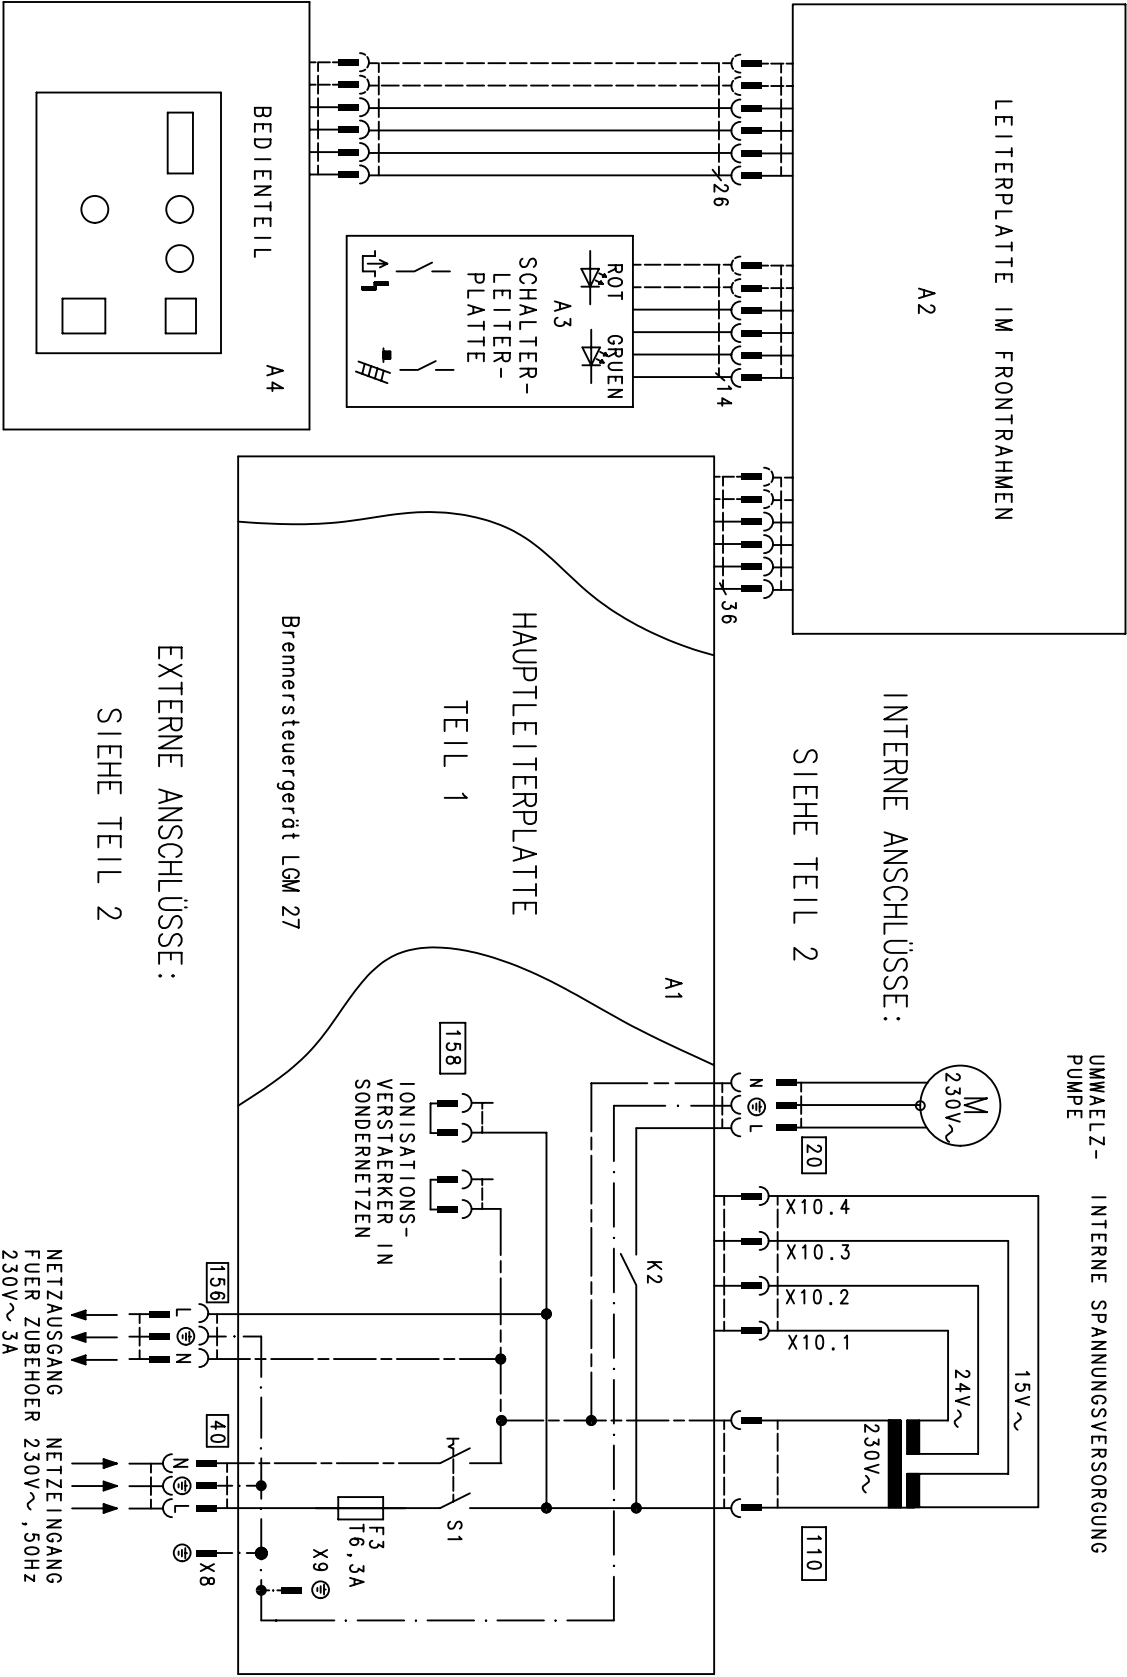 LEITERPLATTE IM FRONTRAHMEN
A2
26
14
36
ROT
GRUEN
A3
SCHALTER-
LEITER-
PLATTE
BEDIENTEIL
A4
INTERNE ANSCHLÜSSE:
SIEHE TEIL 2
HAUPTLEITERPLATTE
TEIL 1
Brennersteuergerät LGM 27
EXTERNE ANSCHLÜSSE:
SIEHE TEIL 2
A1
UMWAELZ-
PUMPE
M
230V~
N
L
20
INTERNE SPANNUNGSVERSORGUNG
15V~
24V~
230V~
X10.4
X10.3
X10.2
X10.1
110
K2
158
IONISATIONS-
VERSTAERKER IN
SONDERNETZEN
S1
F3
T6,3A
X9
X8
156
L
N
40
N
L
NETZAUSGANG
FUER ZUBEHOER
230V~3A
NETZEINGANG
230V~,50Hz